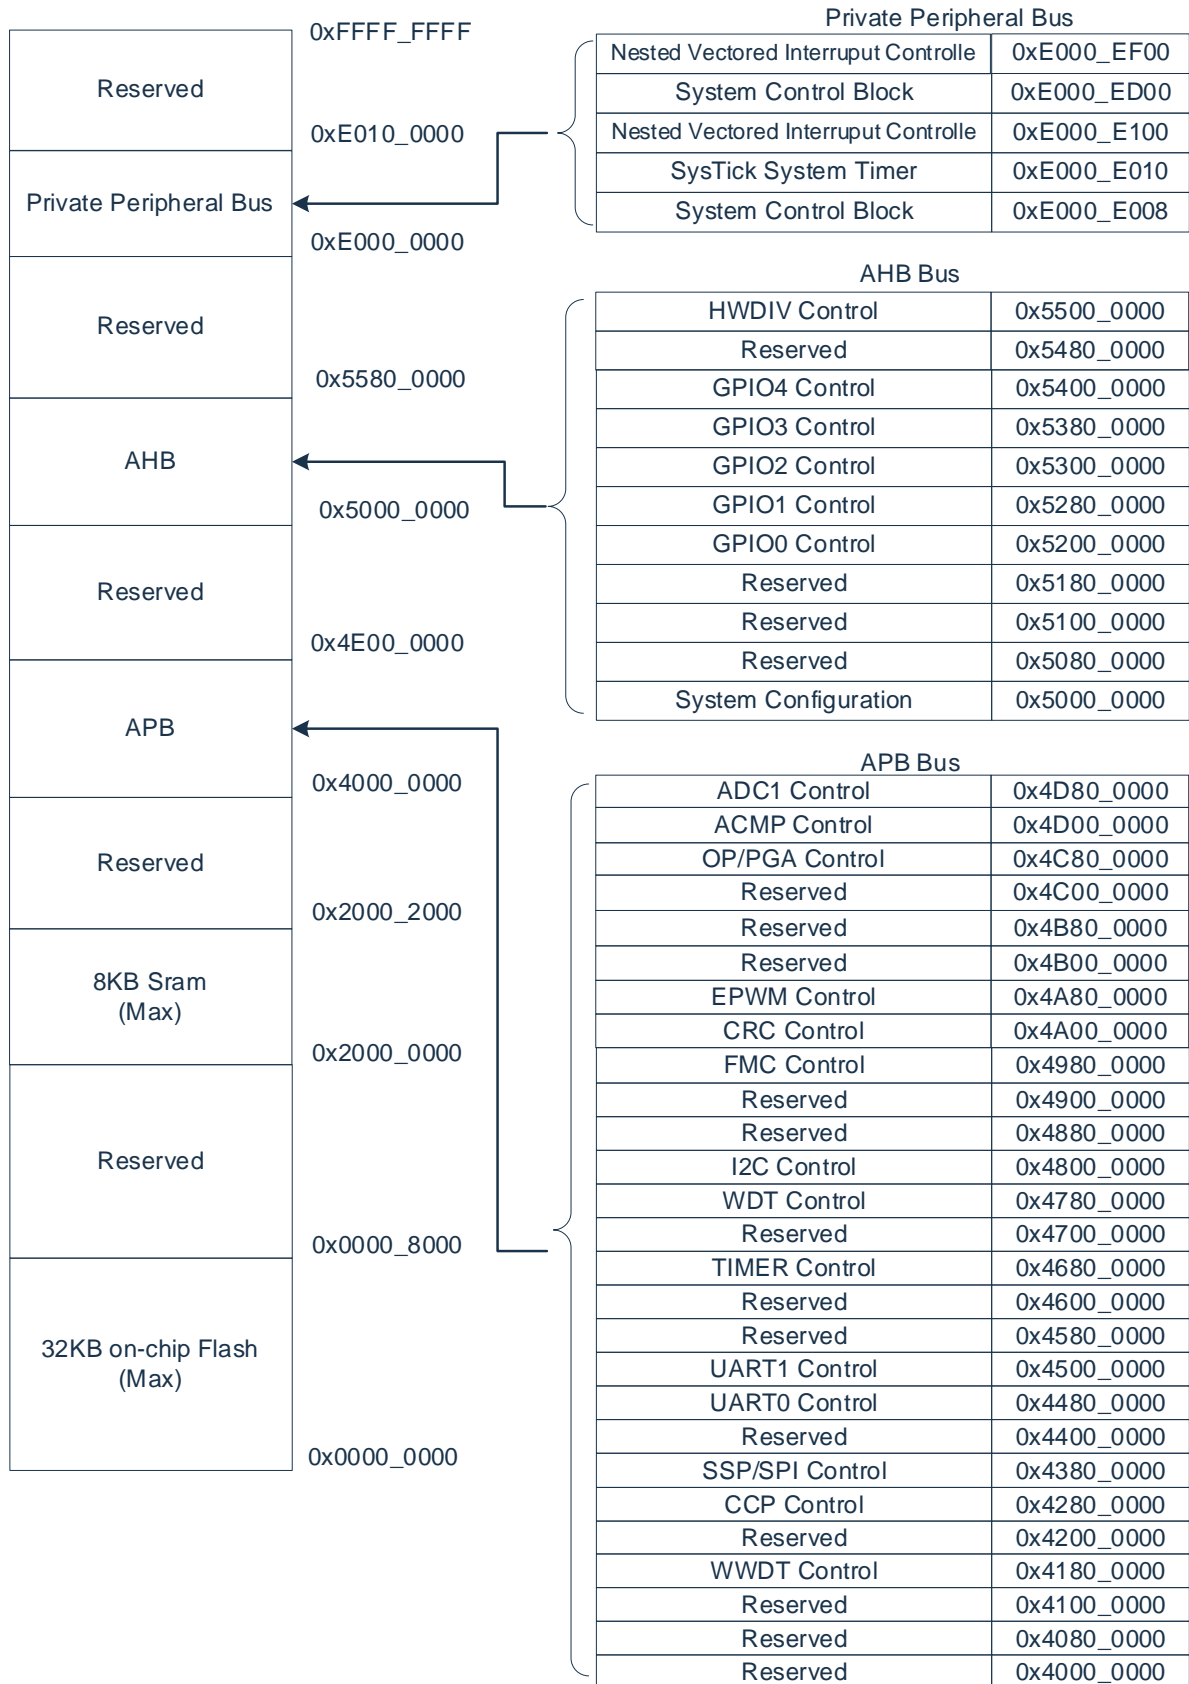 0xFFFF_FFFF
Reserved
0xE010_0000
Private Peripheral Bus
0xE000_0000
Reserved
0x5580_0000
AHB
0x5000_0000
Reserved
0x4E00_0000
APB
0x4000_0000
Reserved
0x2000_2000
8KB Sram
(Max)
0x2000_0000
Reserved
0x0000_8000
32KB on-chip Flash
(Max)
0x0000_0000
Private Peripheral Bus
Nested Vectored Interruput Controlle 0xE000_EF00
System Control Block 0xE000_ED00
Nested Vectored Interruput Controlle 0xE000_E100
SysTick System Timer 0xE000_E010
System Control Block 0xE000_E008
AHB Bus
HWDIV Control 0x5500_0000
Reserved 0x5480_0000
GPIO4 Control 0x5400_0000
GPIO3 Control 0x5380_0000
GPIO2 Control 0x5300_0000
GPIO1 Control 0x5280_0000
GPIO0 Control 0x5200_0000
Reserved 0x5180_0000
Reserved 0x5100_0000
Reserved 0x5080_0000
System Configuration 0x5000_0000
APB Bus
ADC1 Control 0x4D80_0000
ACMP Control 0x4D00_0000
OP/PGA Control 0x4C80_0000
Reserved 0x4C00_0000
Reserved 0x4B80_0000
Reserved 0x4B00_0000
EPWM Control 0x4A80_0000
CRC Control 0x4A00_0000
FMC Control 0x4980_0000
Reserved 0x4900_0000
Reserved 0x4880_0000
I2C Control 0x4800_0000
WDT Control 0x4780_0000
Reserved 0x4700_0000
TIMER Control 0x4680_0000
Reserved 0x4600_0000
Reserved 0x4580_0000
UART1 Control 0x4500_0000
UART0 Control 0x4480_0000
Reserved 0x4400_0000
SSP/SPI Control 0x4380_0000
CCP Control 0x4280_0000
Reserved 0x4200_0000
WWDT Control 0x4180_0000
Reserved 0x4100_0000
Reserved 0x4080_0000
Reserved 0x4000_0000